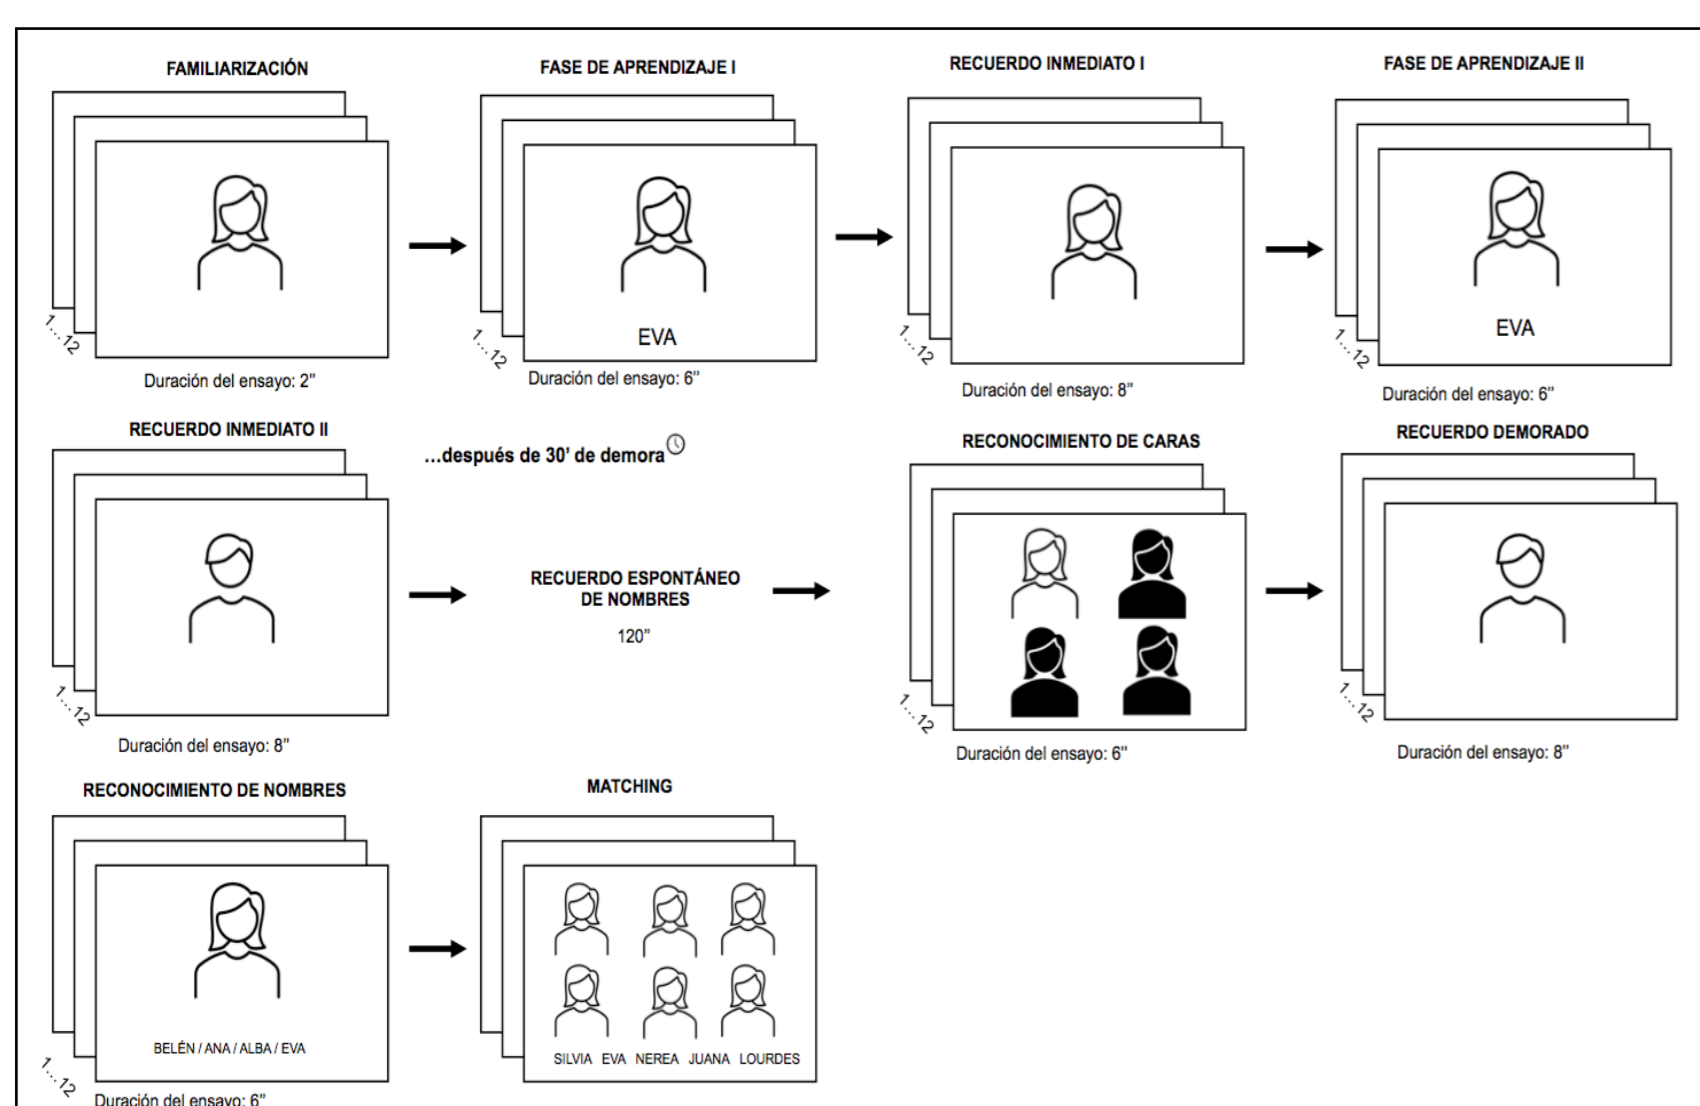 FAMILIARIZACIÓN
FASE DE APRENDIZAJE I
RECUERDO INMEDIATO I
FASE DE APRENDIZAJE II
EVA
EVA
1…12
1…12
1…12
1…12
Duración del ensayo: 2"
Duración del ensayo: 6"
Duración del ensayo: 8"
Duración del ensayo: 6"
RECUERDO INMEDIATO II
…después de 30' de demora
RECONOCIMIENTO DE CARAS
RECUERDO DEMORADO
RECUERDO ESPONTÁNEO
DE NOMBRES
120"
1…12
1…12
1…12
Duración del ensayo: 8"
Duración del ensayo: 6"
Duración del ensayo: 8"
RECONOCIMIENTO DE NOMBRES
MATCHING
BELÉN / ANA / ALBA / EVA
SILVIA EVA NEREA JUANA LOURDES
1…12
Duración del ensayo: 6"